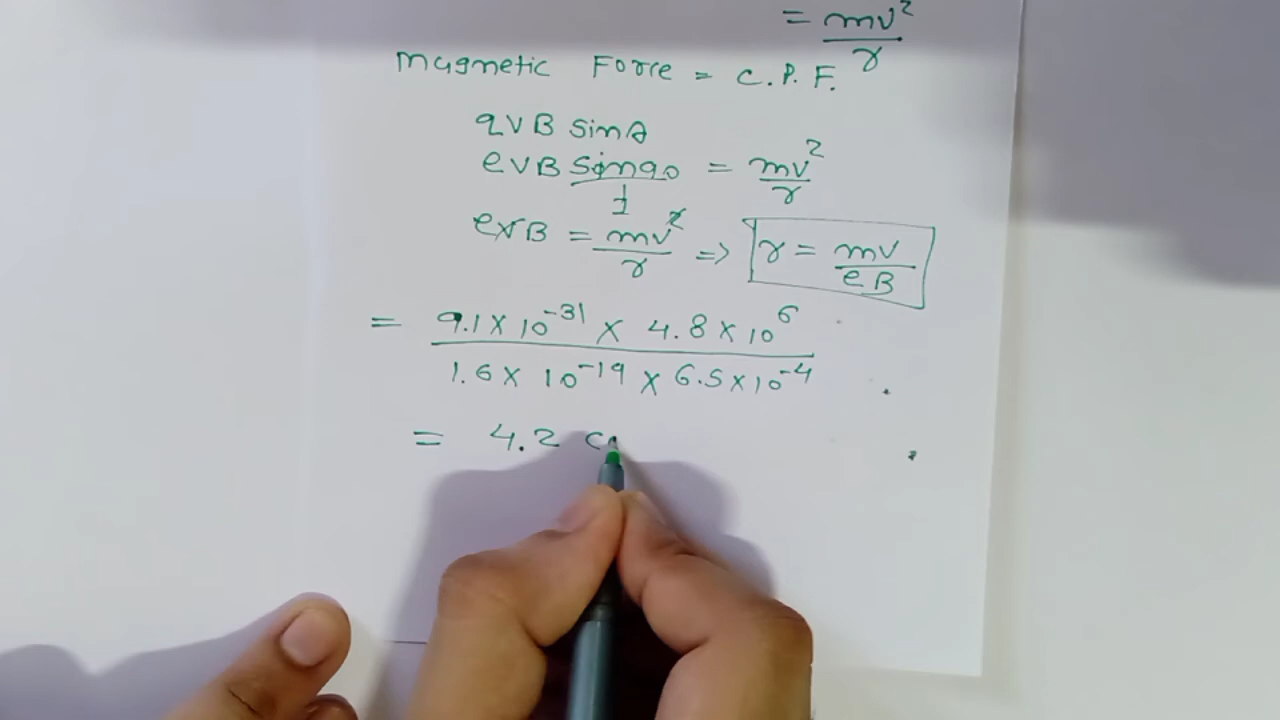 = mv²/r
Magnetic Force = C.P.F.
qVB sinθ
eVB sin90 = mv²/r
1
evB = mv²/r => r = mv/eB
= 9.1 × 10⁻³¹ × 4.8 × 10⁶ / 1.6 × 10⁻¹⁹ × 6.5 × 10⁻⁴
= 4.2 c